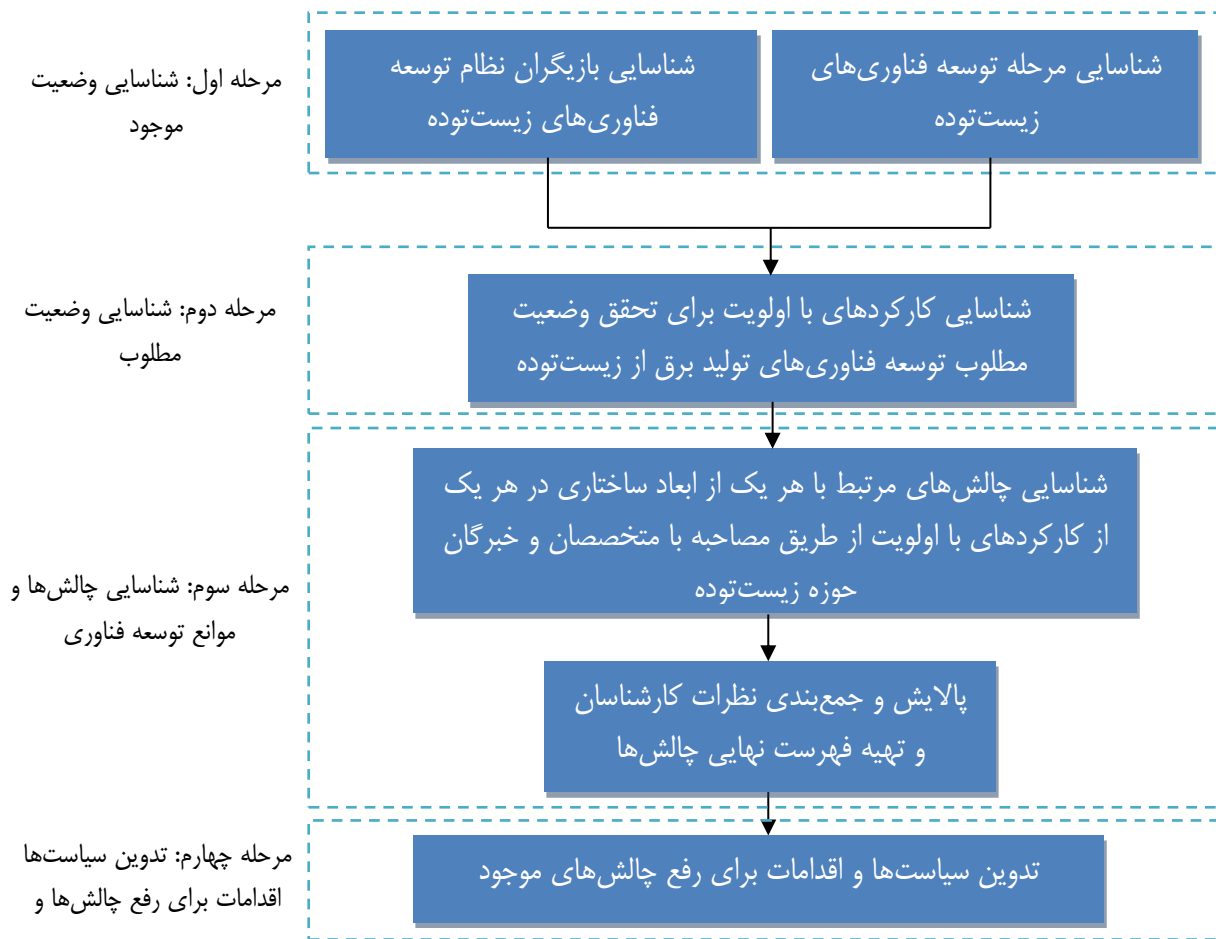 مرحله اول: شناسایی وضعیت
موجود
شناسایی مرحله توسعه فناوری‌های
زیست‌توده
شناسایی بازیگران نظام توسعه
فناوری‌های زیست‌توده
مرحله دوم: شناسایی وضعیت
مطلوب
شناسایی کارکردهای با اولویت برای تحقق وضعیت
مطلوب توسعه فناوری‌های تولید برق از زیست‌توده
مرحله سوم: شناسایی چالش‌ها و
موانع توسعه فناوری
شناسایی چالش‌های مرتبط با هر یک از ابعاد ساختاری در هر یک
از کارکردهای با اولویت از طریق مصاحبه با متخصصان و خبرگان
حوزه زیست‌توده
پالایش و جمع‌بندی نظرات کارشناسان
و تهیه فهرست نهایی چالش‌ها
مرحله چهارم: تدوین سیاست‌ها
اقدامات برای رفع چالش‌ها و
تدوین سیاست‌ها و اقدامات برای رفع چالش‌های موجود